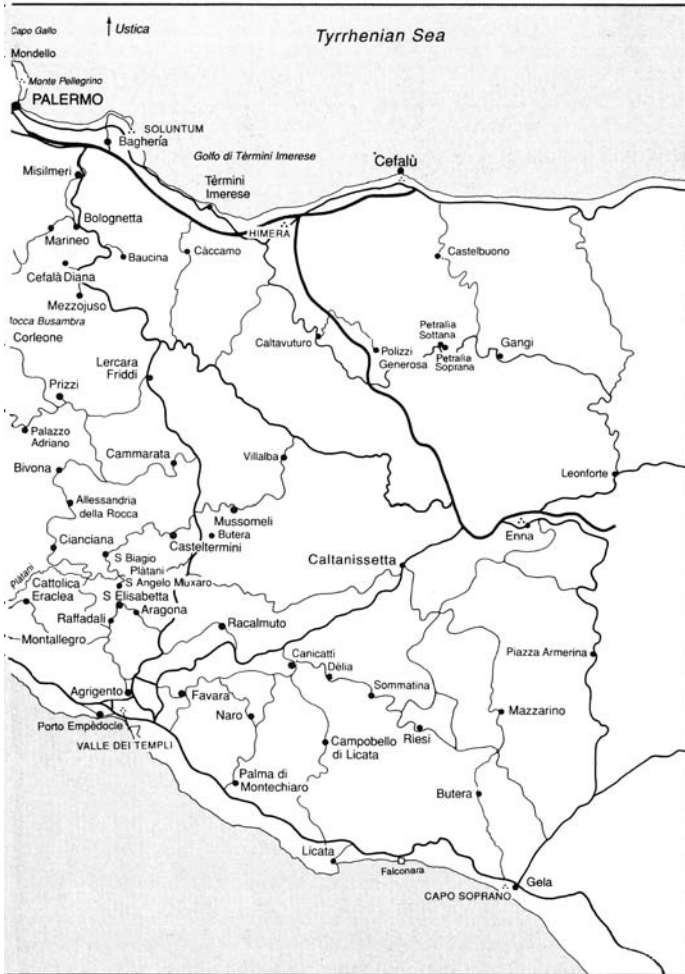 Capo Gallo
Ustica
Tyrrhenian Sea
Mondello
Monte Pellegrino
PALERMO
SOLUNTUM
Bagheria
Golfo di Tèrmini Imerese
Cefalù
Misilmeri
Tèrmini
Imerese
HIMERA
Bolognetta
Marineo
Baucina
Càccamo
Castelbuono
Cefalà Diana
Mezzojuso
Rocca Busambra
Corleone
Caltavuturo
Petralia
Sottana
Polizzi
Generosa
Petralia
Soprana
Gangi
Lercara
Friddi
Prizzi
Palazzo
Adriano
Cammarata
Villalba
Bivona
Leonforte
Allessandria
della Rocca
Mussomeli
Butera
Cianciana
Casteltermini
Enna
S Biagio
Plàtani
Caltanissetta
Plàtani
Cattolica
Eraclea
S Angelo Muxaro
S Elisabetta
Aragona
Raffadali
Racalmuto
Montallegro
Canicatti
Dèlia
Piazza Armerina
Agrigento
Favara
Sommatina
Naro
Mazzarino
Porto Empèdocle
Riesi
VALLE DEI TEMPLI
Campobello
di Licata
Palma di
Montechiaro
Butera
Licata
Falconara
Gela
CAPO SOPRANO